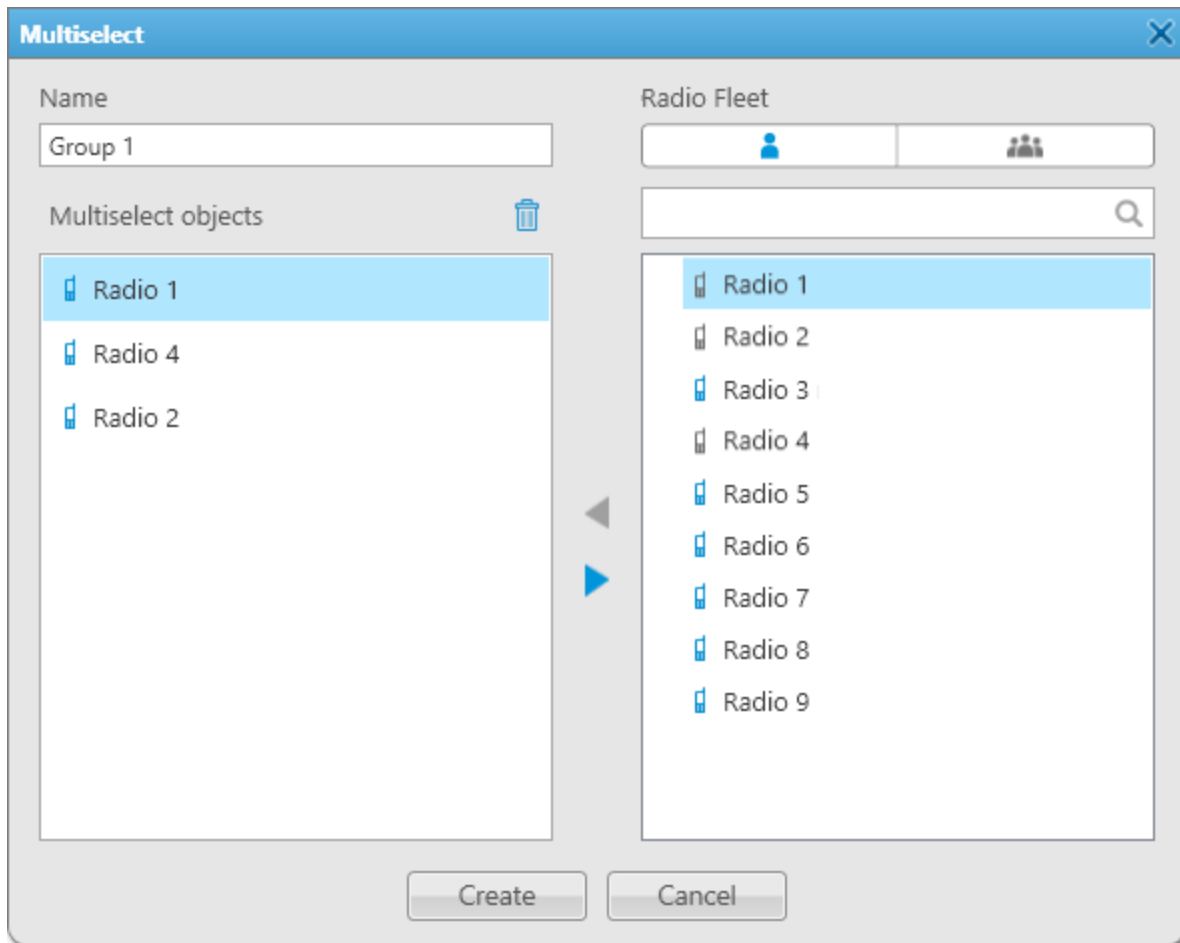 Multiselect
Name
Group 1
Multiselect objects
Radio 1
Radio 4
Radio 2
Radio Fleet
Radio 1
Radio 2
Radio 3
Radio 4
Radio 5
Radio 6
Radio 7
Radio 8
Radio 9
Create
Cancel